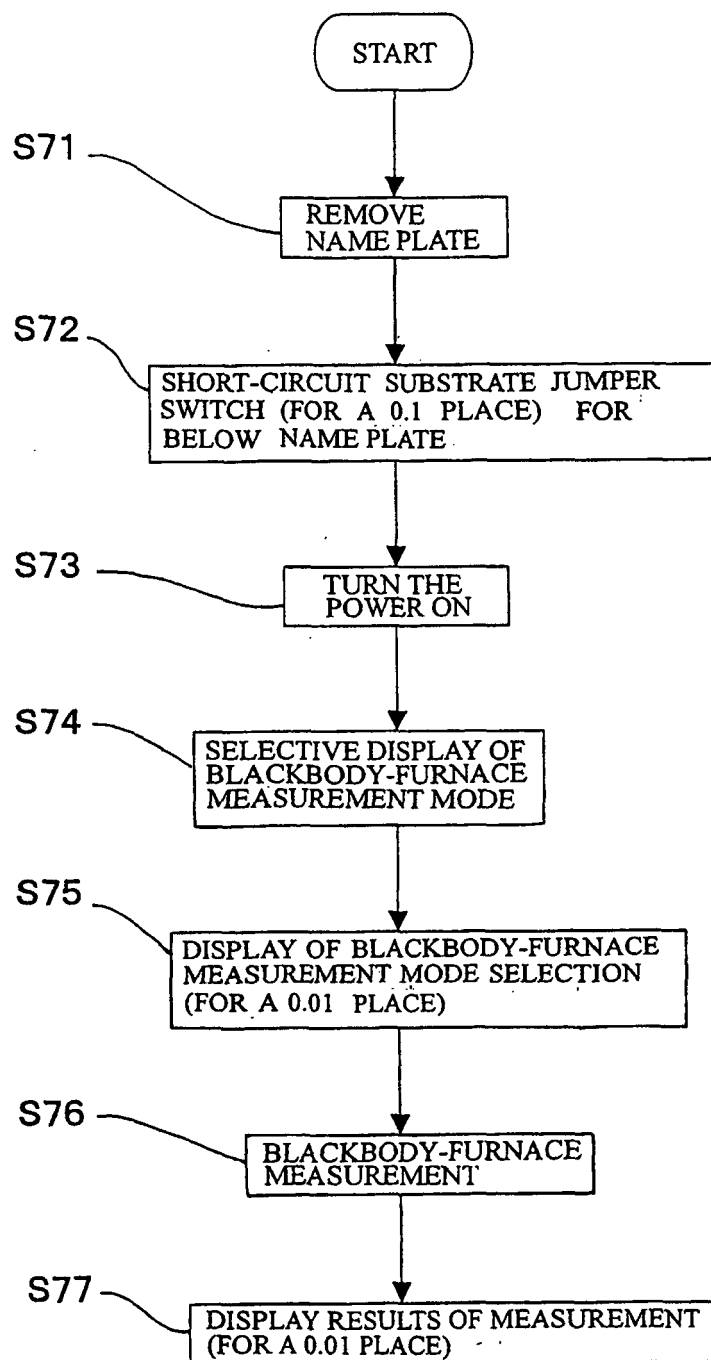 START
S71
REMOVE
NAME PLATE
S72
SHORT-CIRCUIT SUBSTRATE JUMPER
SWITCH (FOR A 0.1 PLACE) FOR
BELOW NAME PLATE
S73
TURN THE
POWER ON
S74
SELECTIVE DISPLAY OF
BLACKBODY-FURNACE
MEASUREMENT MODE
S75
DISPLAY OF BLACKBODY-FURNACE
MEASUREMENT MODE SELECTION
(FOR A 0.01 PLACE)
S76
BLACKBODY-FURNACE
MEASUREMENT
S77
DISPLAY RESULTS OF MEASUREMENT
(FOR A 0.01 PLACE)